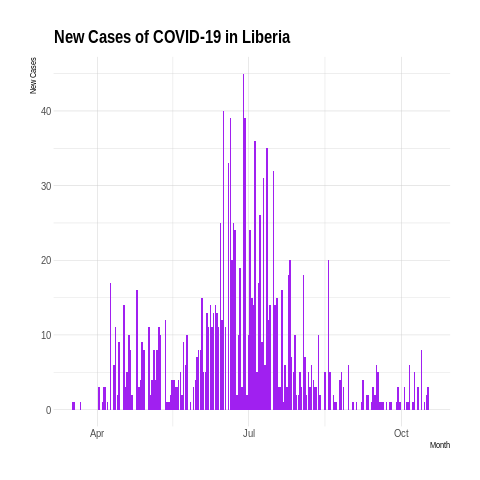 New Cases of COVID-19 in Liberia
New Cases
40
30
20
10
0
Apr
Jul
Oct
Month